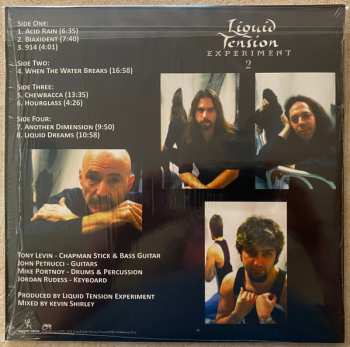 Side One:
1. Acid Rain (6:35)
2. Biaxident (7:40)
3. 914 (4:01)
Side Two:
4. When The Water Breaks (16:58)
Side Three:
5. Chewbacca (13:35)
6. Hourglass (4:26)
Side Four:
7. Another Dimension (9:50)
8. Liquid Dreams (10:58)
Liquid
Tension
EXPERIMENT
2
Tony Levin - Chapman Stick & Bass Guitar
John Petrucci - Guitars
Mike Portnoy - Drums & Percussion
Jordan Rudess - Keyboard
Produced by Liquid Tension Experiment
Mixed by Kevin Shirley